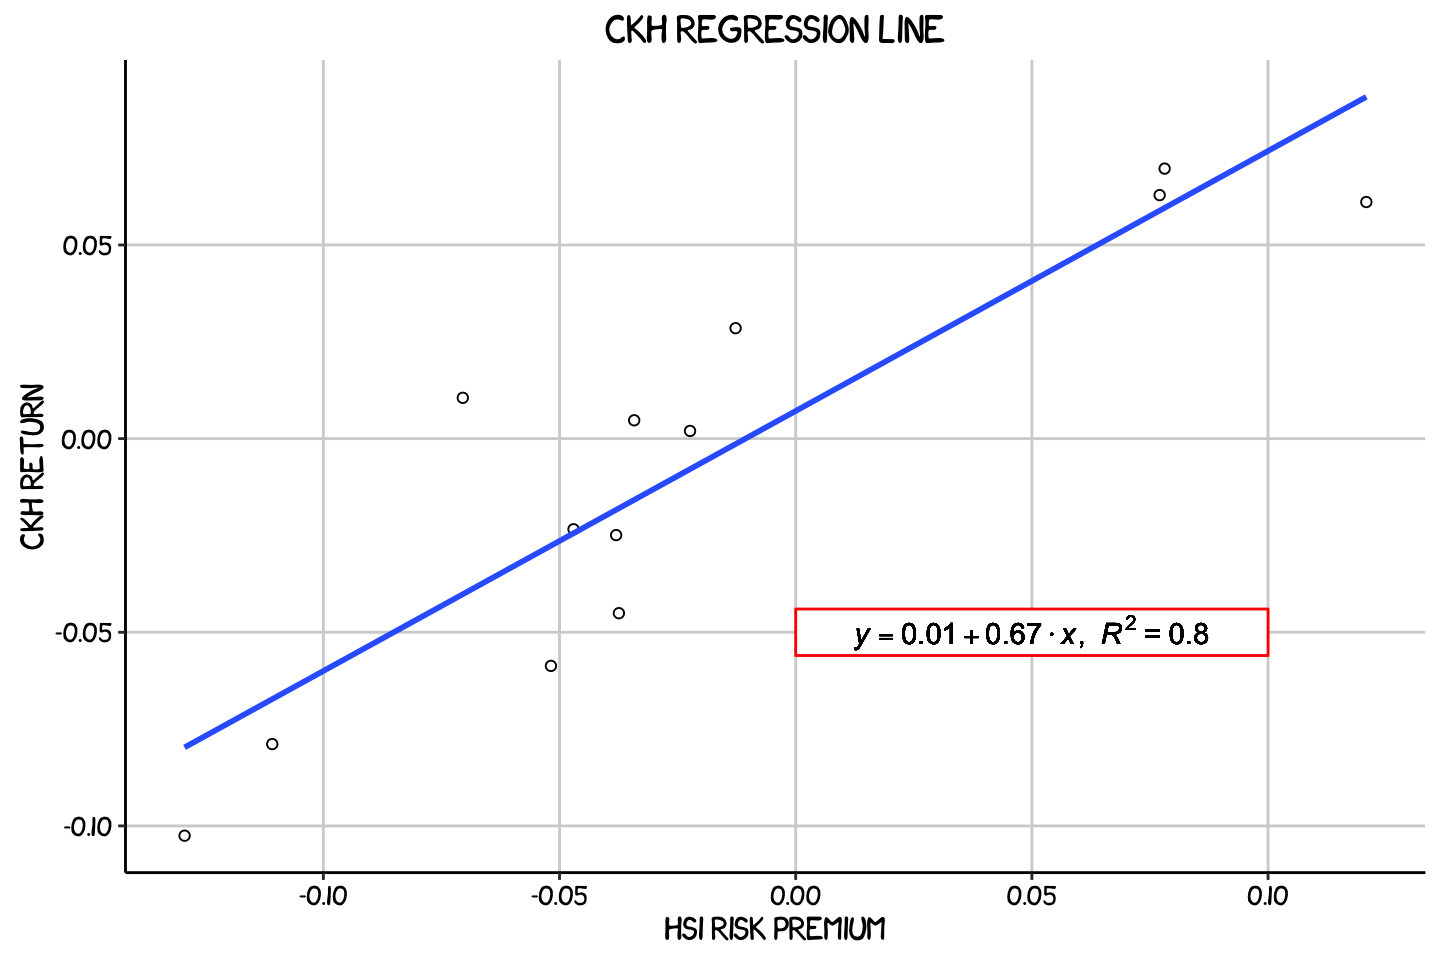 CKH REGRESSION LINE
CKH RETURN
0.05
0.00
-0.05
-0.10
y = 0.01 + 0.67 · x, R² = 0.8
-0.10 -0.05 0.00 0.05 0.10
HSI RISK PREMIUM